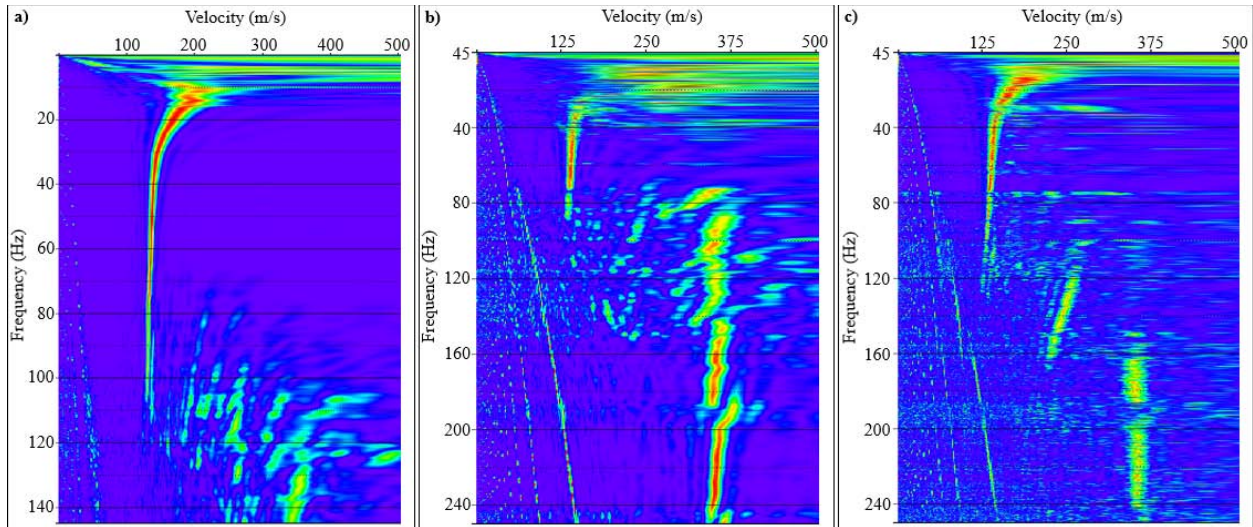 a) Velocity (m/s)
100 200 300 400 500
Frequency (Hz)
20
40
60
80
100
120
140
b) Velocity (m/s)
45 125 250 375 500
Frequency (Hz)
40
80
120
160
200
240
c) Velocity (m/s)
45 125 250 375 500
Frequency (Hz)
40
80
120
160
200
250